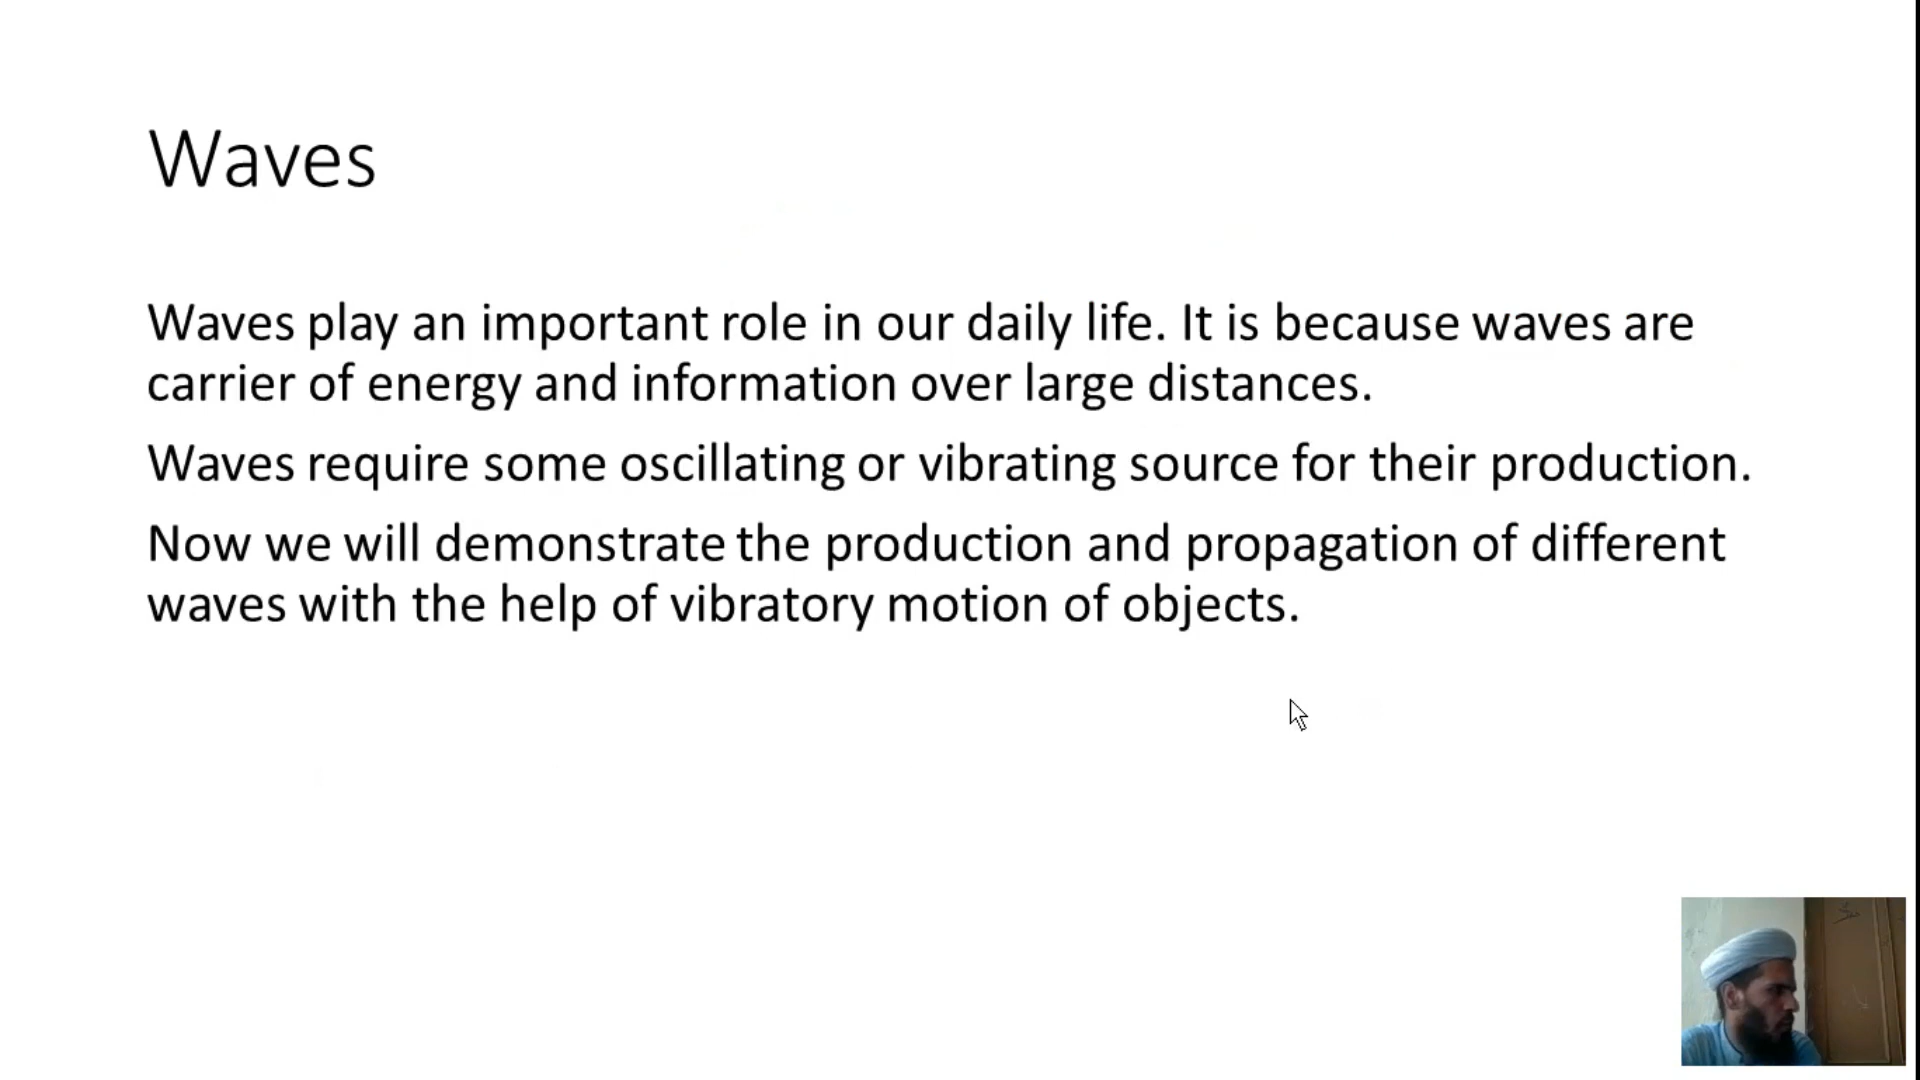 Waves
Waves play an important role in our daily life. It is because waves are
carrier of energy and information over large distances.
Waves require some oscillating or vibrating source for their production.
Now we will demonstrate the production and propagation of different
waves with the help of vibratory motion of objects.